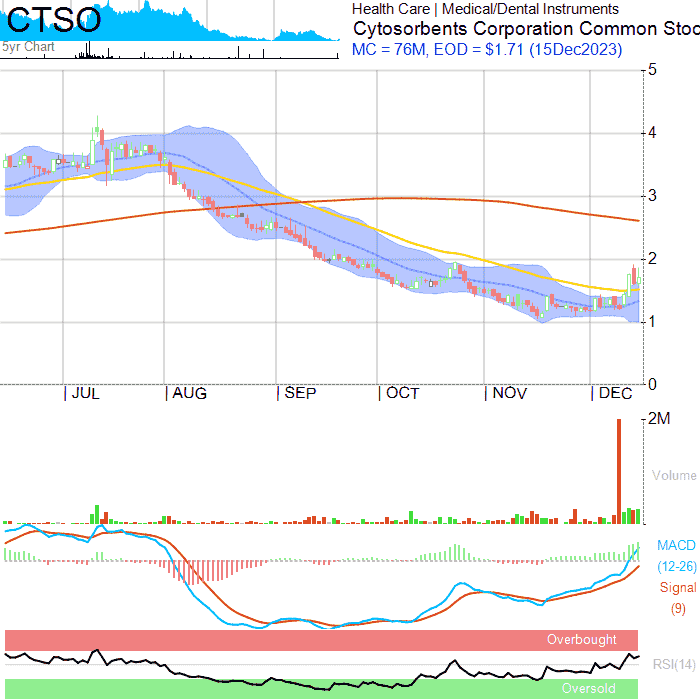 CTSO
Health Care | Medical/Dental Instruments
Cytosorbents Corporation Common Stoc
MC = 76M, EOD = $1.71 (15Dec2023)
5yr Chart
5
4
3
2
1
0
JUL AUG SEP OCT NOV DEC
2M
Volume
MACD
(12-26)
Signal
(9)
Overbought
RSI(14)
Oversold